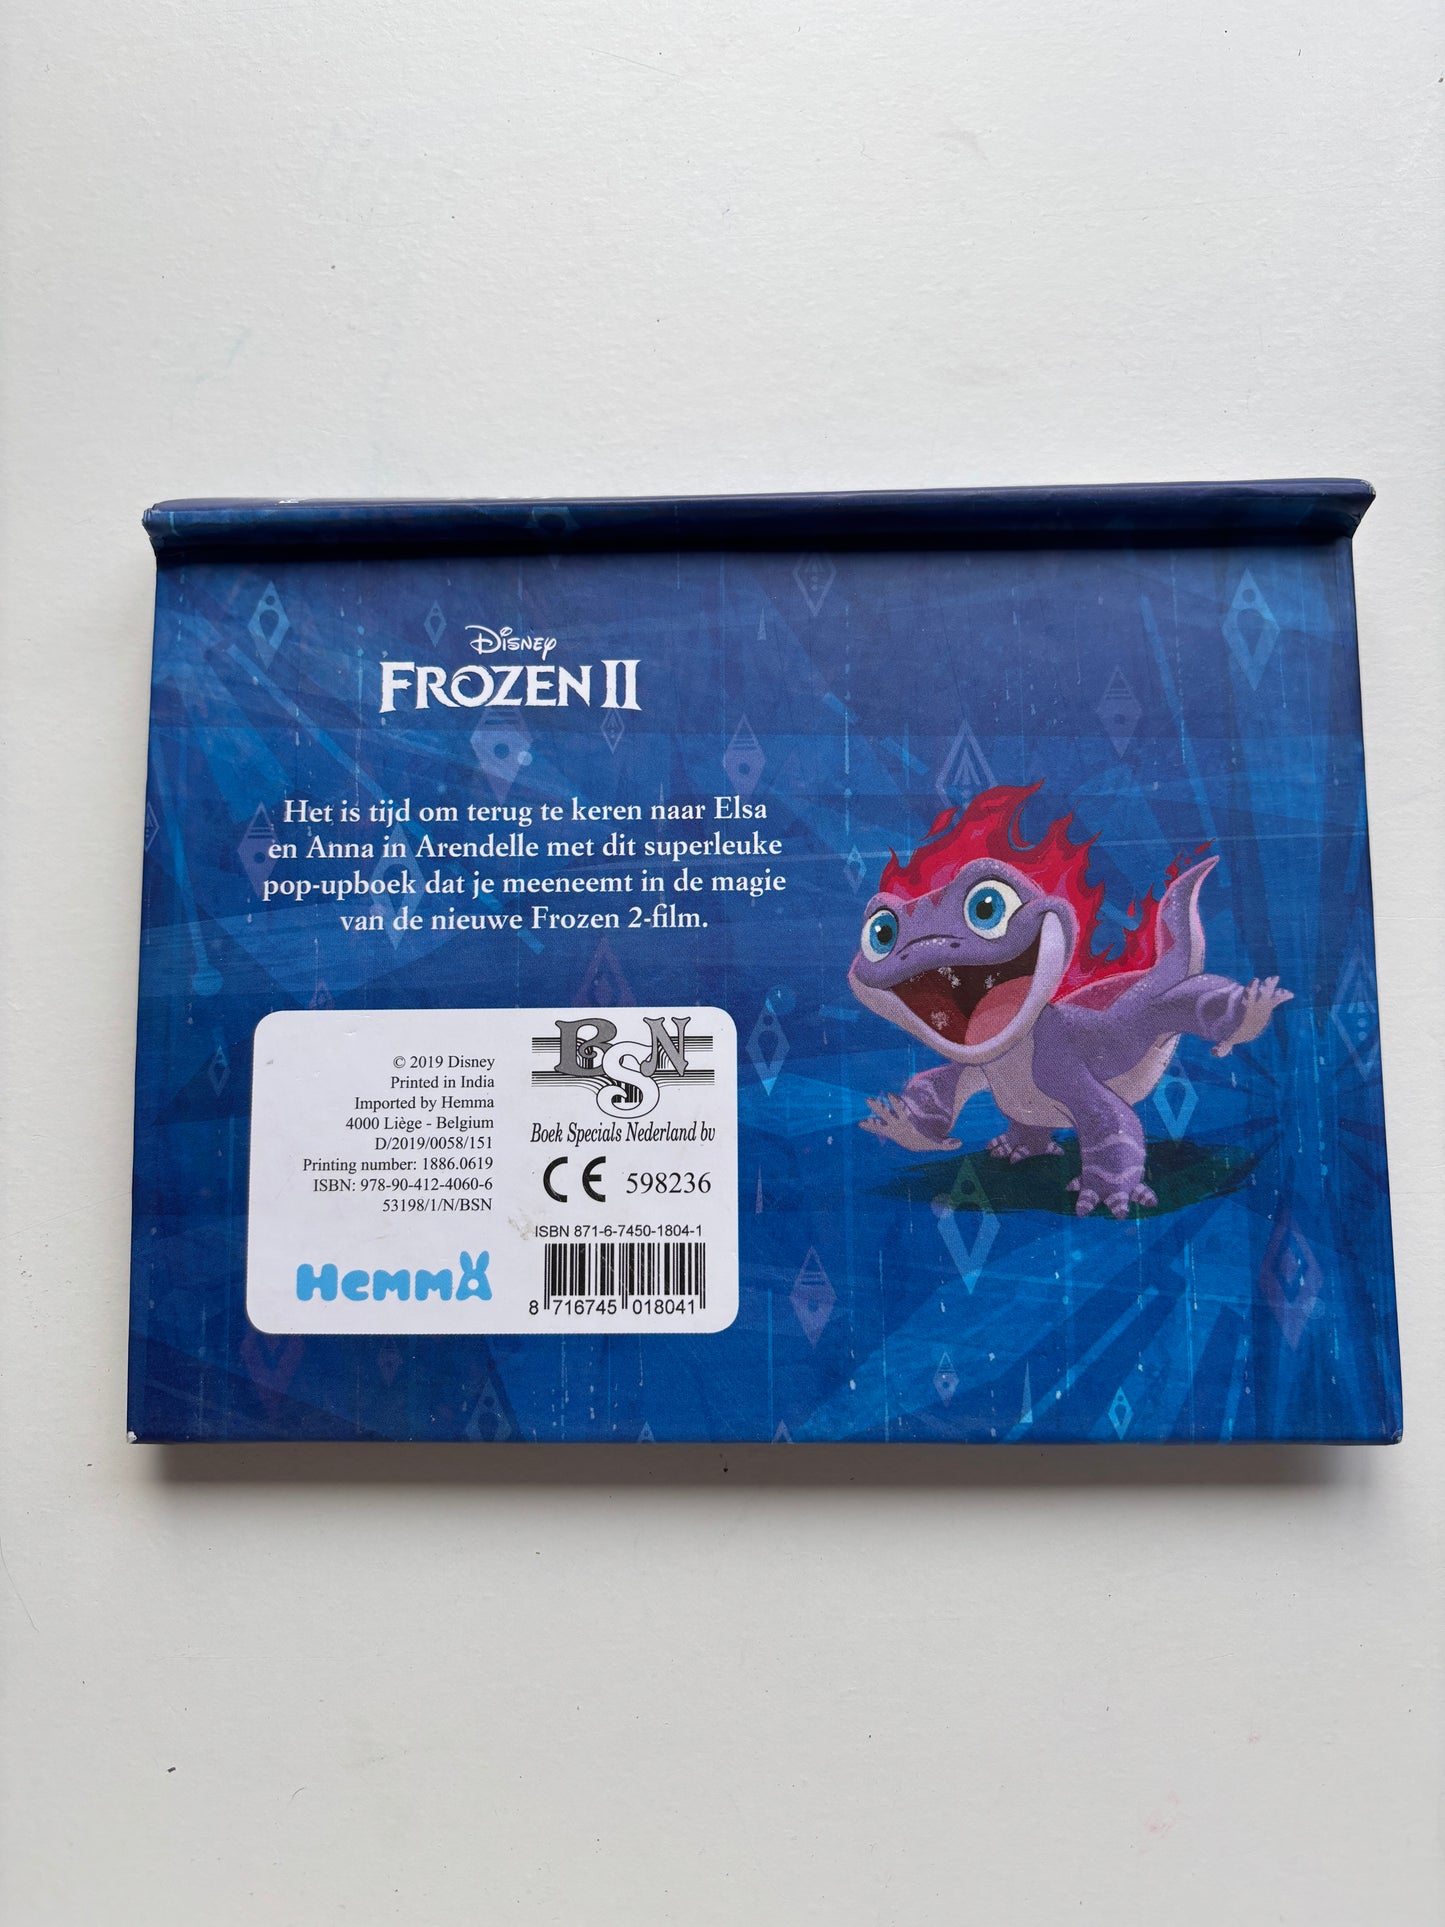 Disney
FROZEN II
Het is tijd om terug te keren naar Elsa
en Anna in Arendelle met dit superleuke
pop-upboek dat je meeneemt in de magie
van de nieuwe Frozen 2-film.
© 2019 Disney
Printed in India
Imported by Hemma
4000 Liège - Belgium
D/2019/0058/151
Printing number: 1886.0619
ISBN: 978-90-412-4060-6
53198/1/N/BSN
Hemma
BSN
Boek Specials Nederland bv
CE 598236
ISBN 871-6-7450-1804-1
8 716745 018041